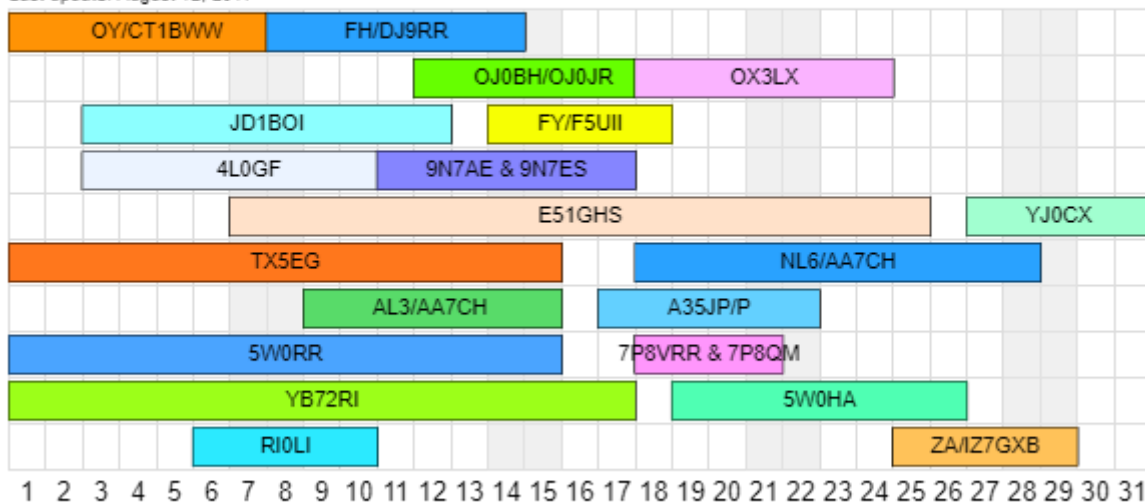 OY/CT1BWW FH/DJ9RR
OJ0BH/OJ0JR OX3LX
JD1BOI FY/F5UII
4L0GF 9N7AE & 9N7ES
E51GHS YJ0CX
TX5EG NL6/AA7CH
AL3/AA7CH A35JP/P
5W0RR 7P8VRR & 7P8QM
YB72RI 5W0HA
RI0LI ZA/IZ7GXB
1 2 3 4 5 6 7 8 9 10 11 12 13 14 15 16 17 18 19 20 21 22 23 24 25 26 27 28 29 30 31